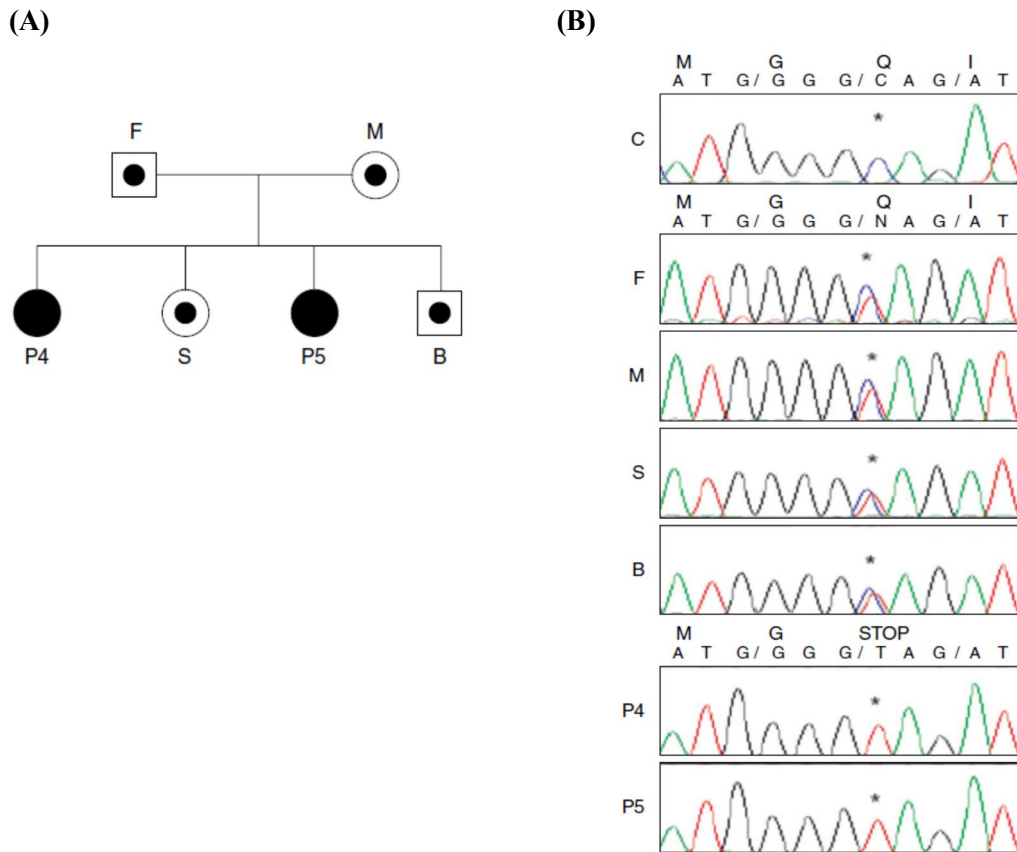 (A)
F M
P4 S P5 B
(B)
M G Q I
A T G / G G G / C A G / A T
*
C
M G Q I
A T G / G G G / N A G / A T
*
F
*
M
*
S
*
B
M G STOP
A T G / G G G / T A G / A T
*
P4
*
P5